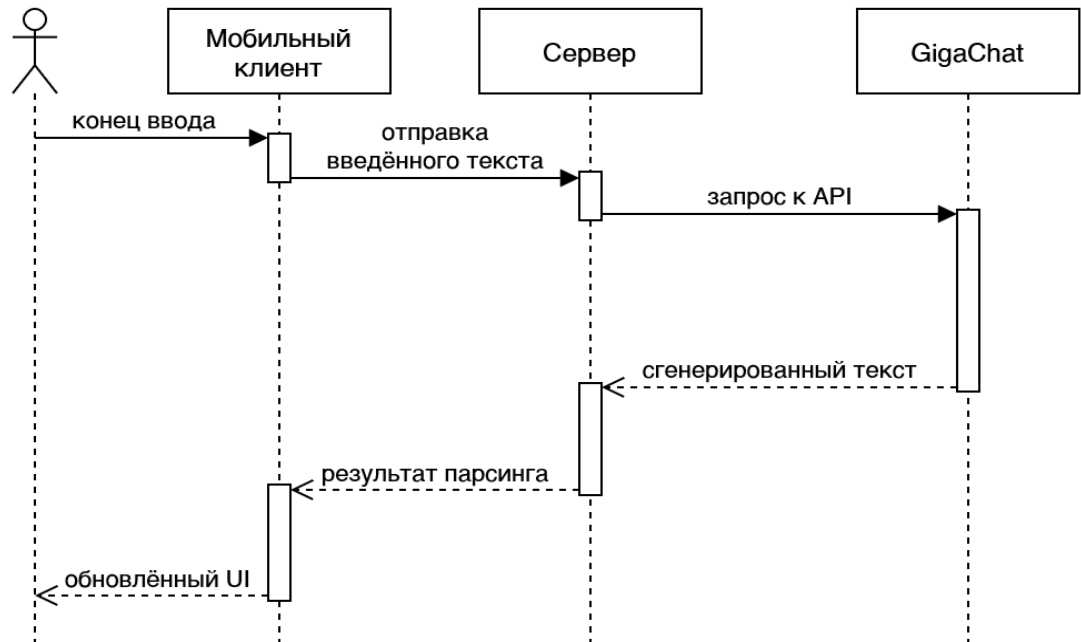 Мобильный
клиент
Сервер
GigaChat
конец ввода
отправка
введённого текста
запрос к API
сгенерированный текст
результат парсинга
обновлённый UI